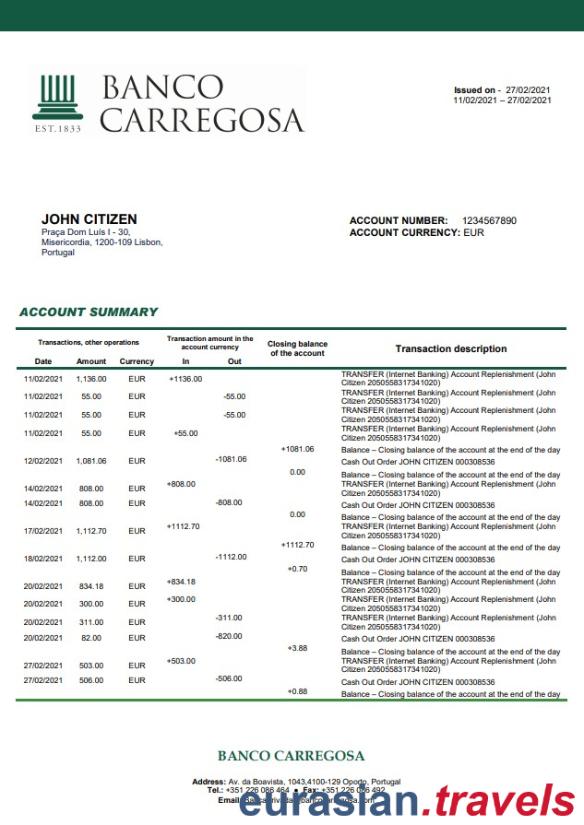 BANCO
CARREGOSA
EST.1833
Issued on - 27/02/2021
11/02/2021 – 27/02/2021
JOHN CITIZEN
Praça Dom Luís I - 30,
Misericordia, 1200-109 Lisbon,
Portugal
ACCOUNT NUMBER: 1234567890
ACCOUNT CURRENCY: EUR
ACCOUNT SUMMARY
Transactions, other operations
Transaction amount in the
account currency
Closing balance
of the account
Transaction description
Date Amount Currency In Out
11/02/2021 1,136.00 EUR +1136.00 TRANSFER (Internet Banking) Account Replenishment (John
Citizen 2050558317341020)
11/02/2021 55.00 EUR -55.00 TRANSFER (Internet Banking) Account Replenishment (John
Citizen 2050558317341020)
11/02/2021 55.00 EUR -55.00 TRANSFER (Internet Banking) Account Replenishment (John
Citizen 2050558317341020)
11/02/2021 55.00 EUR +55.00 TRANSFER (Internet Banking) Account Replenishment (John
Citizen 2050558317341020)
+1081.06 Balance – Closing balance of the account at the end of the day
12/02/2021 1,081.06 EUR -1081.06 Cash Out Order JOHN CITIZEN 000308536
0.00 Balance – Closing balance of the account at the end of the day
14/02/2021 808.00 EUR +808.00 TRANSFER (Internet Banking) Account Replenishment (John
Citizen 2050558317341020)
14/02/2021 808.00 EUR -808.00 Cash Out Order JOHN CITIZEN 000308536
0.00 Balance – Closing balance of the account at the end of the day
17/02/2021 1,112.70 EUR +1112.70 TRANSFER (Internet Banking) Account Replenishment (John
Citizen 2050558317341020)
+1112.70 Balance – Closing balance of the account at the end of the day
18/02/2021 1,112.00 EUR -1112.00 Cash Out Order JOHN CITIZEN 000308536
+0.70 Balance – Closing balance of the account at the end of the day
20/02/2021 834.18 EUR +834.18 TRANSFER (Internet Banking) Account Replenishment (John
Citizen 2050558317341020)
20/02/2021 300.00 EUR +300.00 TRANSFER (Internet Banking) Account Replenishment (John
Citizen 2050558317341020)
20/02/2021 311.00 EUR -311.00 TRANSFER (Internet Banking) Account Replenishment (John
Citizen 2050558317341020)
20/02/2021 82.00 EUR -820.00 Cash Out Order JOHN CITIZEN 000308536
+3.88 Balance – Closing balance of the account at the end of the day
27/02/2021 503.00 EUR +503.00 TRANSFER (Internet Banking) Account Replenishment (John
Citizen 2050558317341020)
27/02/2021 506.00 EUR -506.00 Cash Out Order JOHN CITIZEN 000308536
+0.88 Balance – Closing balance of the account at the end of the day
BANCO CARREGOSA
Address: Av. da Boavista, 1043,4100-129 Oporto, Portugal
Tel.: +351 226 086 464 ● Fax: +351 226 086 492
Email:
eurasian.travels